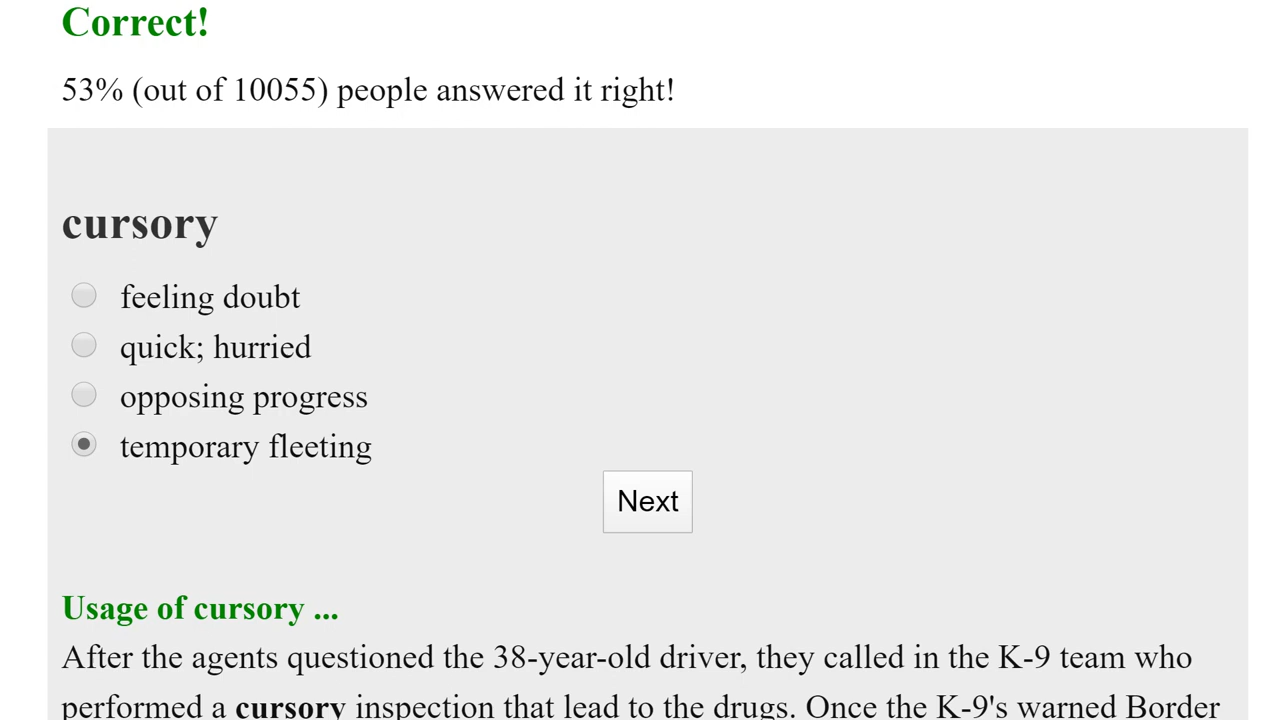 Correct!
53% (out of 10055) people answered it right!
cursory
feeling doubt
quick; hurried
opposing progress
temporary fleeting
Next
Usage of cursory ...
After the agents questioned the 38-year-old driver, they called in the K-9 team who
performed a cursory inspection that lead to the drugs. Once the K-9's warned Border